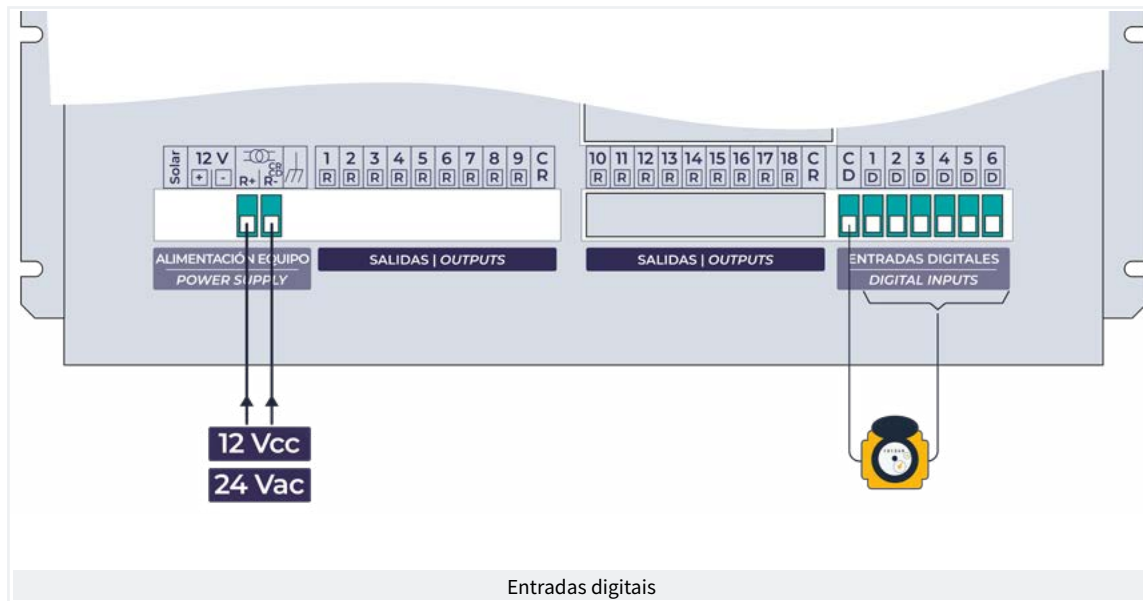 Solar 12 V + - R+ R- CR CD
1 2 3 4 5 6 7 8 9 C
R R R R R R R R R R
10 11 12 13 14 15 16 17 18 C
R R R R R R R R R R
C 1 2 3 4 5 6
D D D D D D D
ALIMENTACIÓN EQUIPO
POWER SUPPLY
SALIDAS | OUTPUTS
SALIDAS | OUTPUTS
ENTRADAS DIGITALES
DIGITAL INPUTS
12 Vcc
24 Vac
Entradas digitais